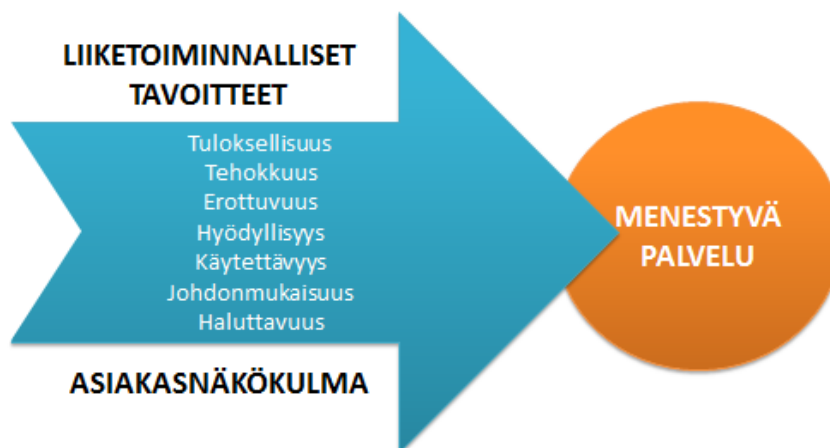 LIIKETOIMINNALLISET
TAVOITTEET
Tuloksellisuus
Tehokkuus
Erottuvuus
Hyödyllisyys
Käytettävyys
Johdonmukaisuus
Haluttavuus
ASIAKASNÄKÖKULMA
MENESTYVÄ
PALVELU